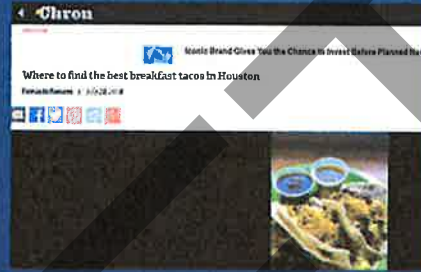 Chron
Iconic Brand Gives You the Chance to Invest Before Planned
Where to find the best breakfast tacos in Houston